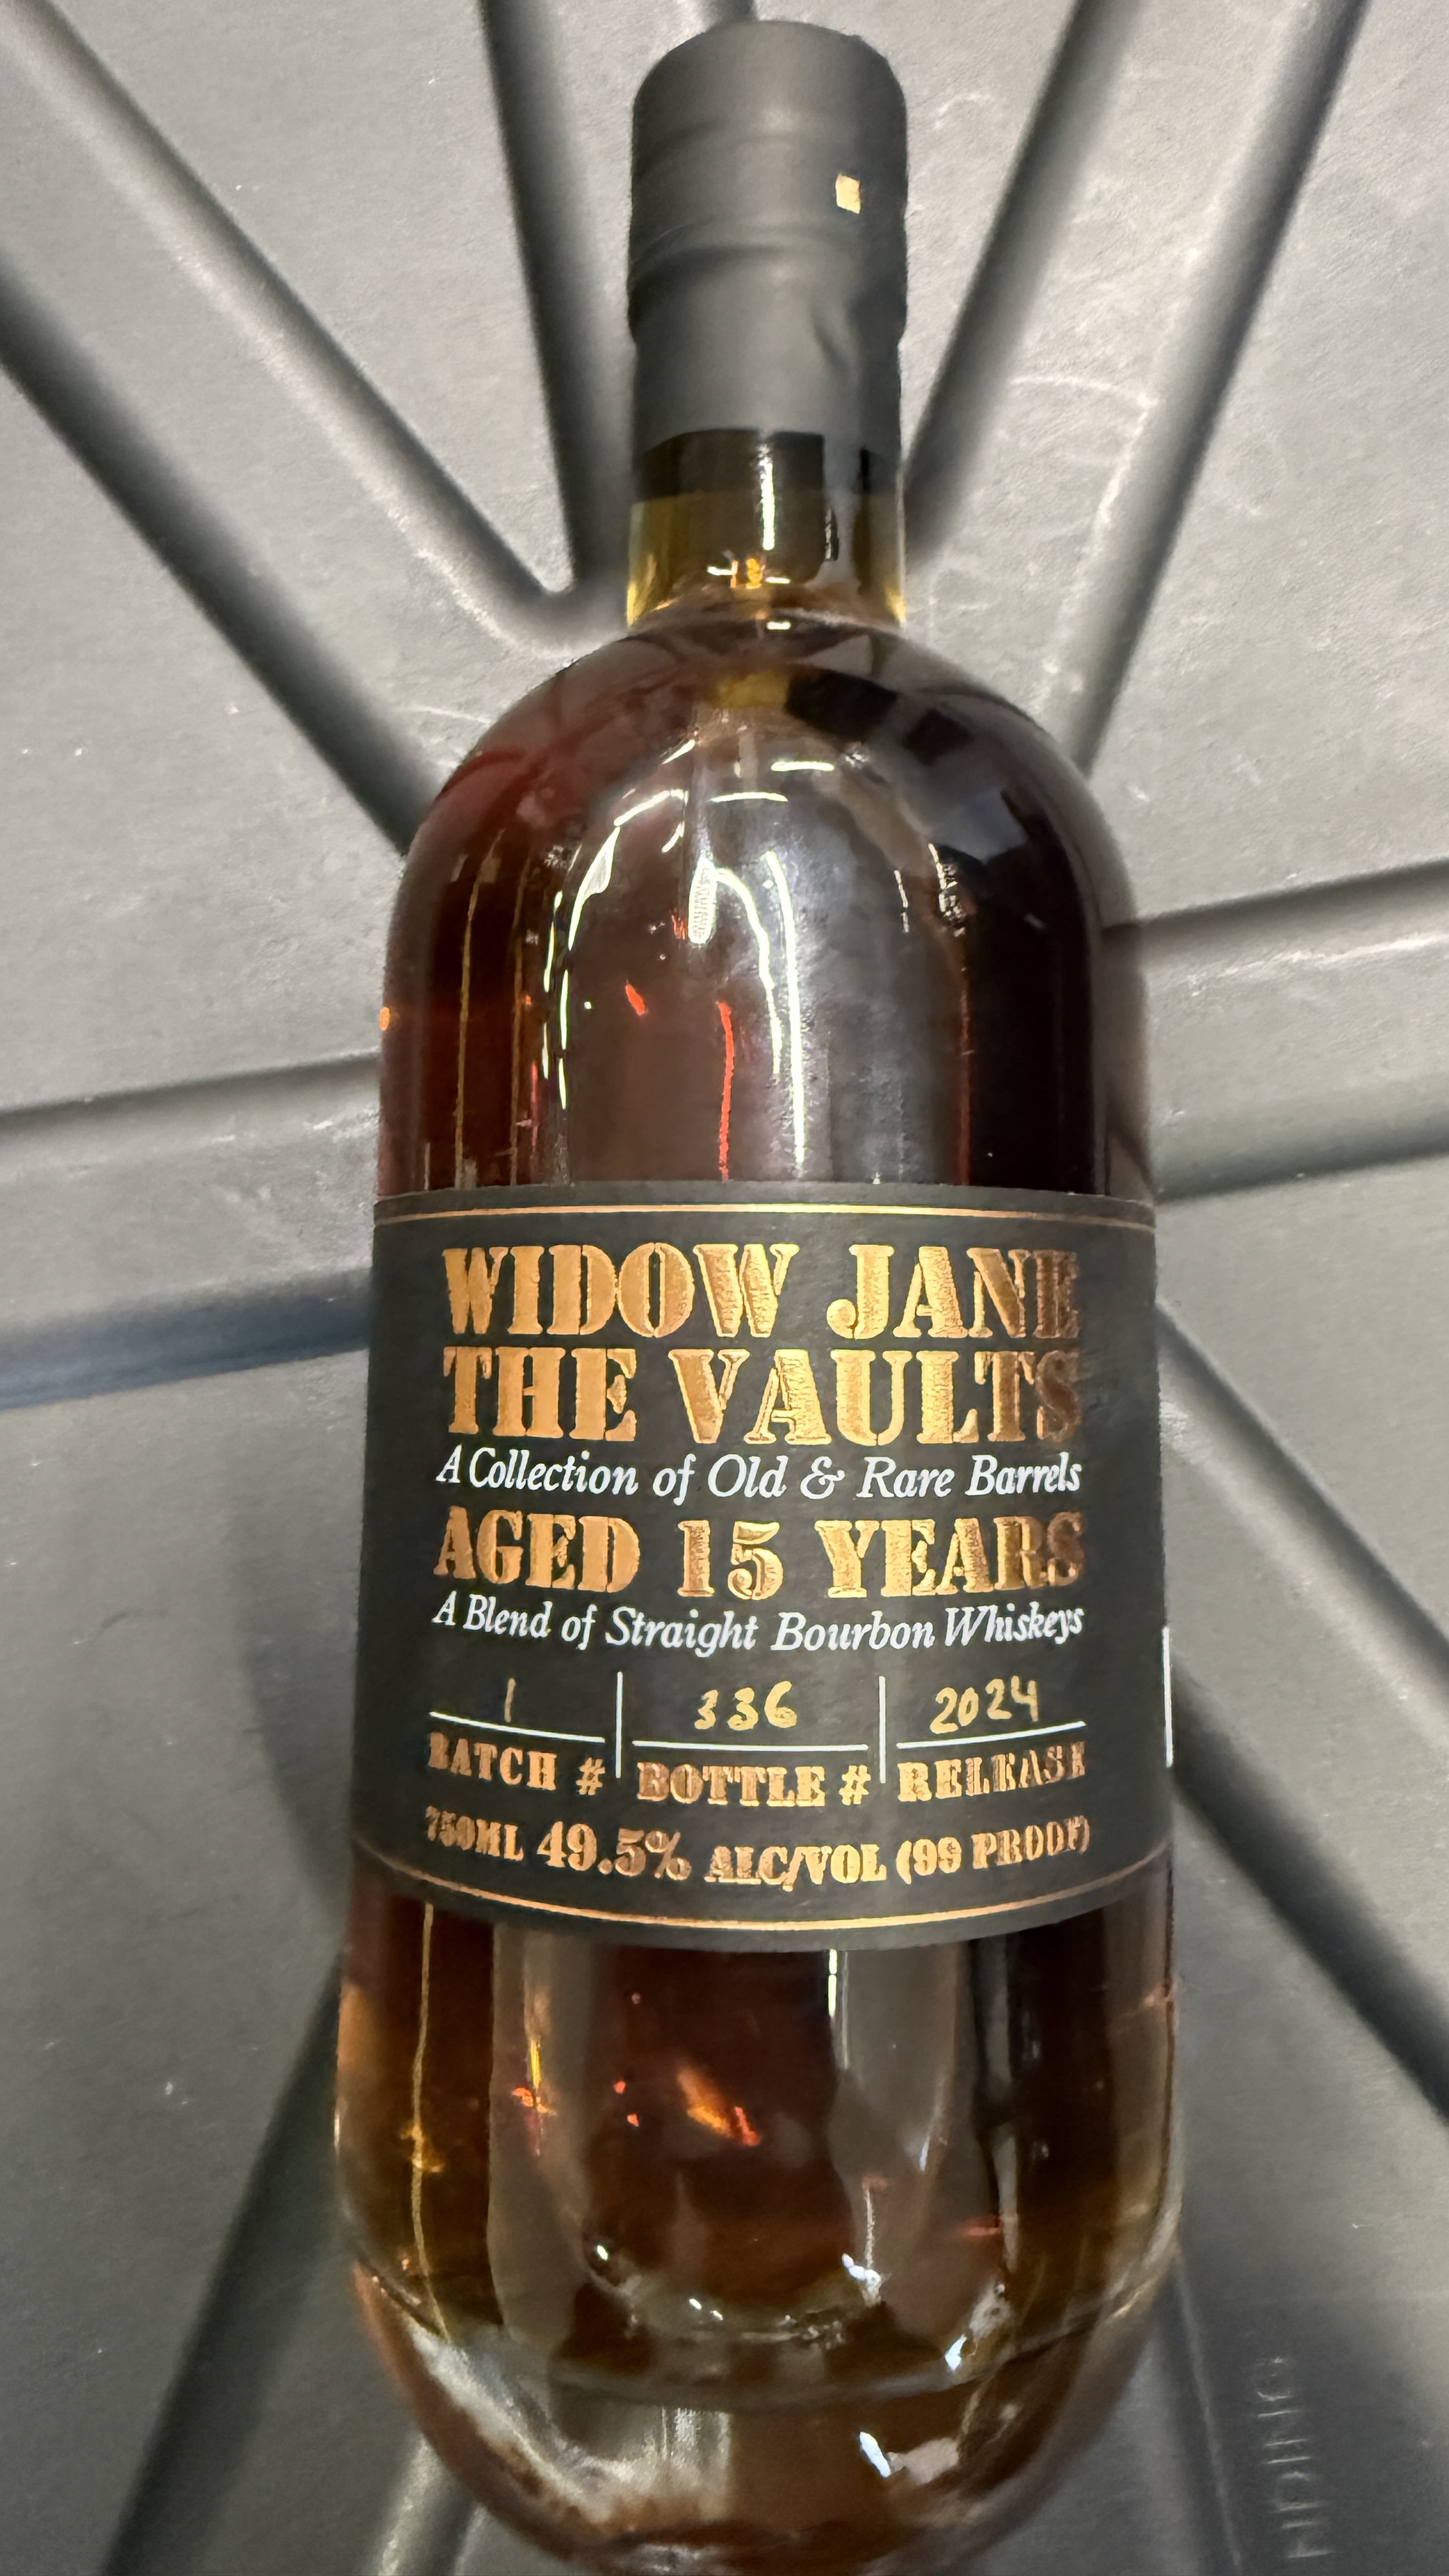 WIDOW JANE
THE VAULTS
A Collection of Old & Rare Barrels
AGED 15 YEARS
A Blend of Straight Bourbon Whiskeys
1 336 2024
BATCH # BOTTLE # RELEASE
750ML 49.5% ALC/VOL (99 PROOF)